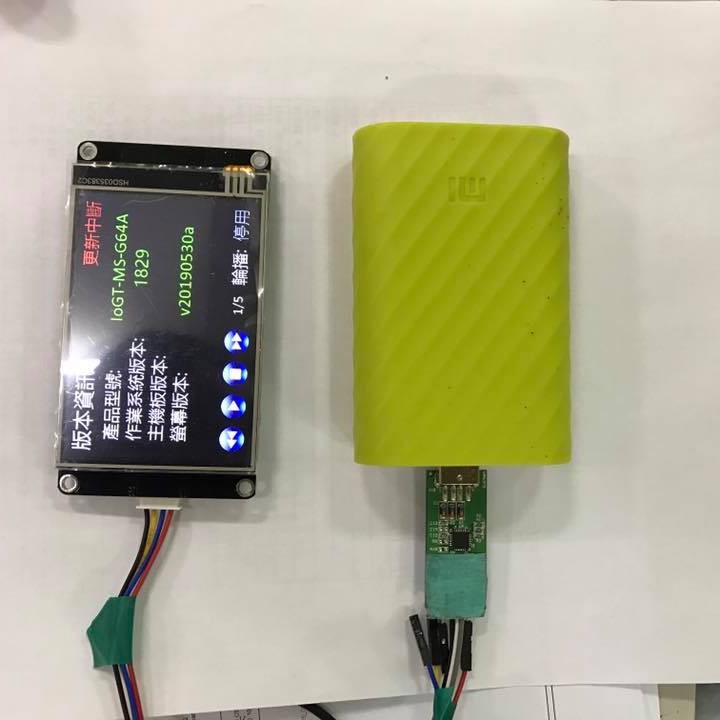 HSD035383C2
版本資訊 更新中斷
產品型號: IoGT-MS-G64A
作業系統版本: 1829
主機板版本:
螢幕版本: v20190530a
1/5 輪播: 停用